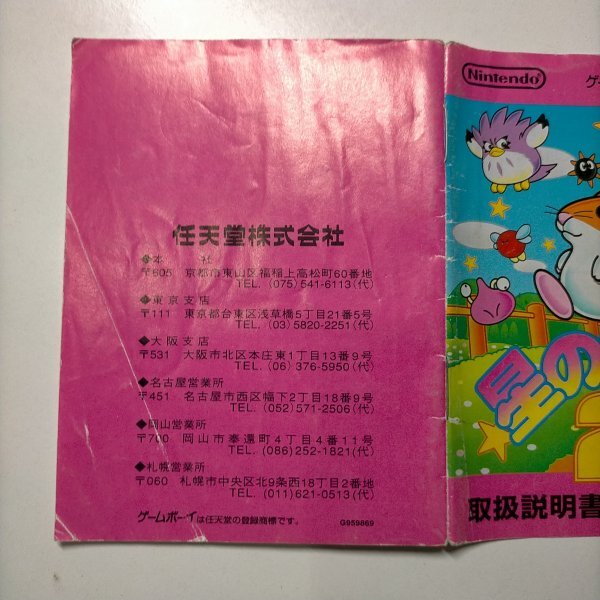 任天堂株式会社
◆本 社
〒605 京都市東山区福稲上高松町60番地
TEL. (075)541-6113(代)
◆東京支店
〒111 東京都台東区浅草橋5丁目21番5号
TEL. (03)5820-2251(代)
◆大阪支店
〒531 大阪市北区本庄東1丁目13番9号
TEL. (06)376-5950(代)
◆名古屋営業所
〒451 名古屋市西区幅下2丁目18番9号
TEL. (052)571-2506(代)
◆岡山営業所
〒700 岡山市奉還町4丁目4番11号
TEL. (086)252-1821(代)
◆札幌営業所
〒060 札幌市中央区北9条西18丁目2番地
TEL. (011)621-0513(代)
ゲームボーイは任天堂の登録商標です。
G959869
Nintendo
ゲ
星の
取扱説明書